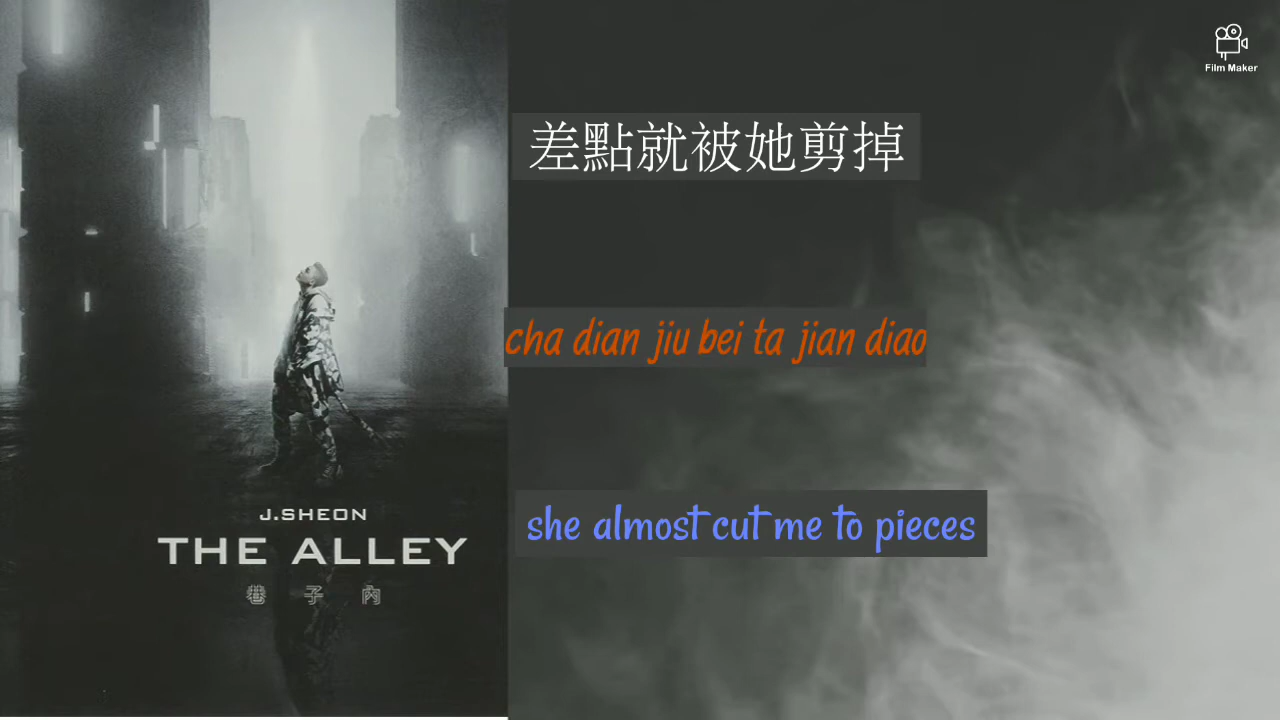 Film Maker
差點就被她剪掉
cha dian jiu bei ta jian diao
she almost cut me to pieces
J.SHEON
THE ALLEY
巷子內